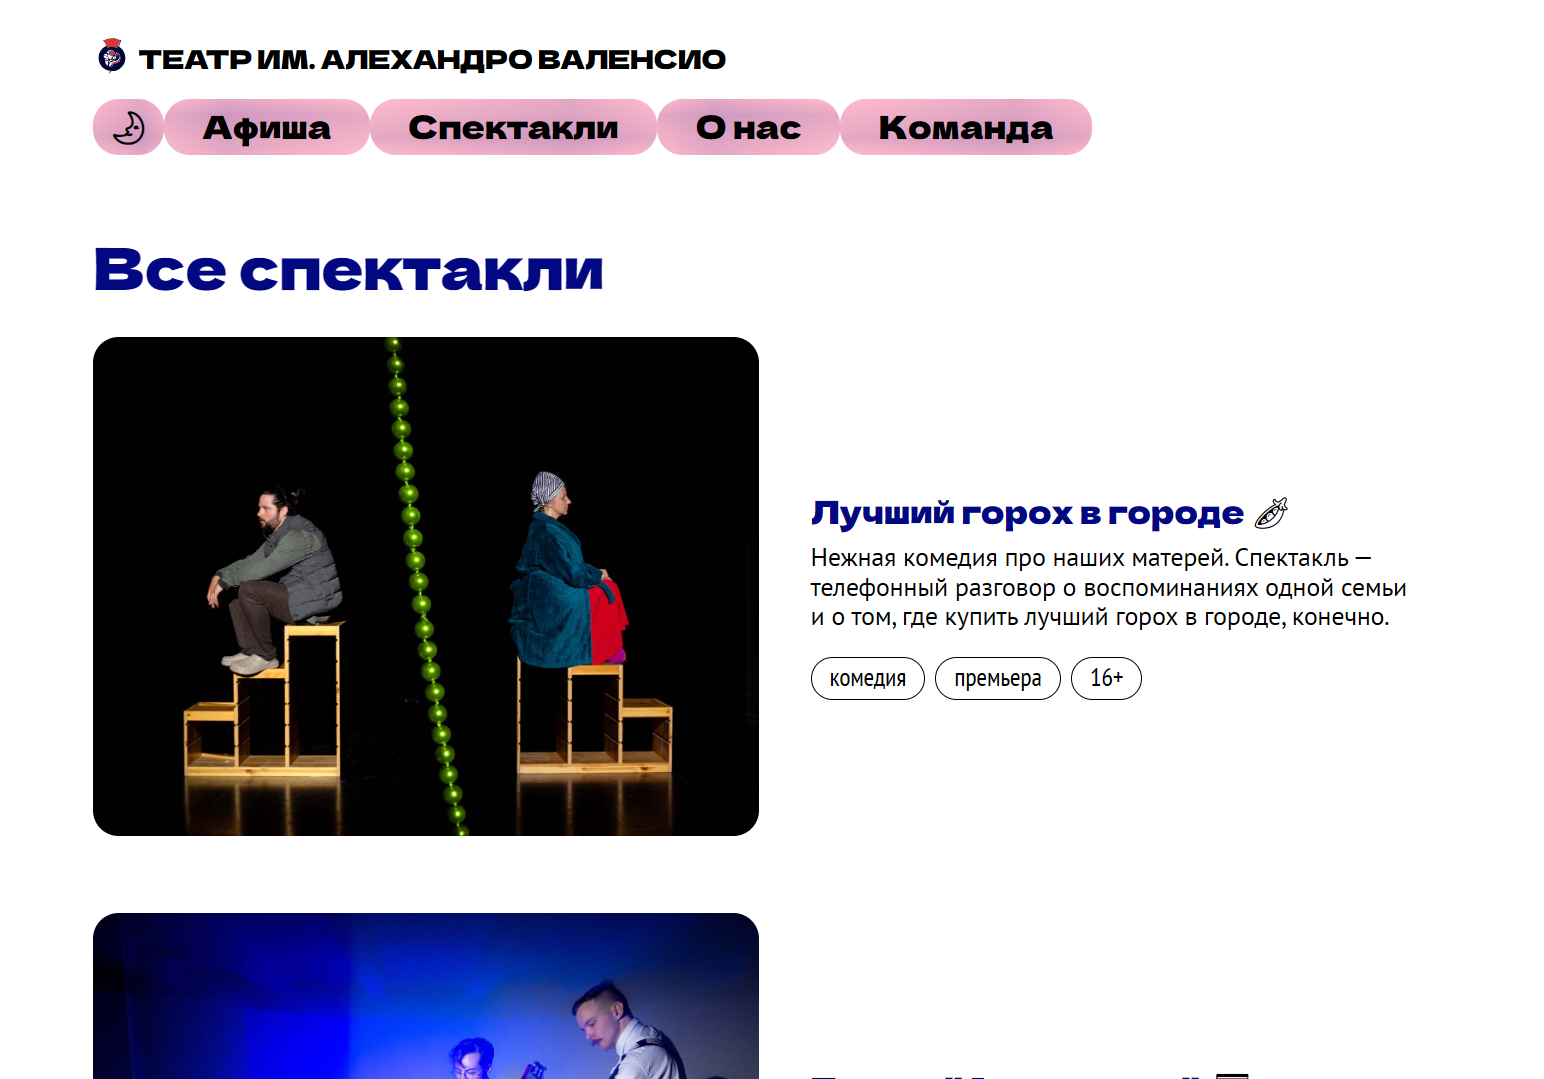 ТЕАТР ИМ. АЛЕХАНДРО ВАЛЕНСИО
Афиша Спектакли О нас Команда
Все спектакли
Лучший горох в городе
Нежная комедия про наших матерей. Спектакль —
телефонный разговор о воспоминаниях одной семьи
и о том, где купить лучший горох в городе, конечно.
комедия премьера 16+